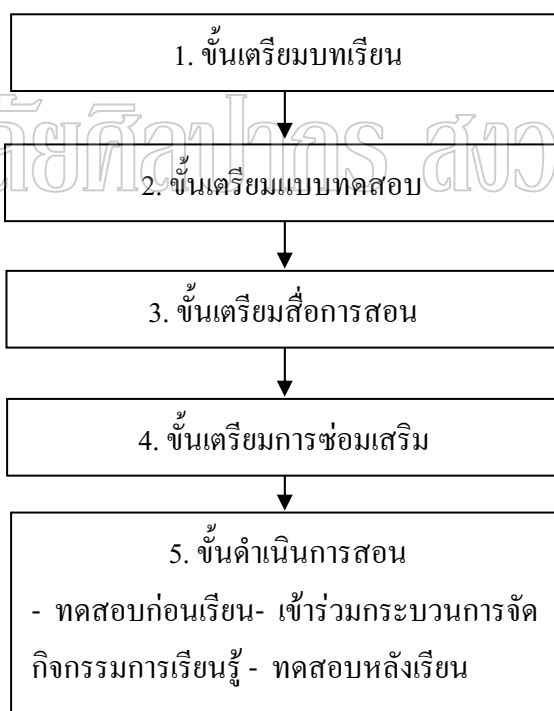 1. ขั้นเตรียมบทเรียน
2. ขั้นเตรียมแบบทดสอบ
3. ขั้นเตรียมสื่อการสอน
4. ขั้นเตรียมการซ่อมเสริม
5. ขั้นดำเนินการสอน
- ทดสอบก่อนเรียน- เข้าร่วมกระบวนการจัด
กิจกรรมการเรียนรู้ - ทดสอบหลังเรียน